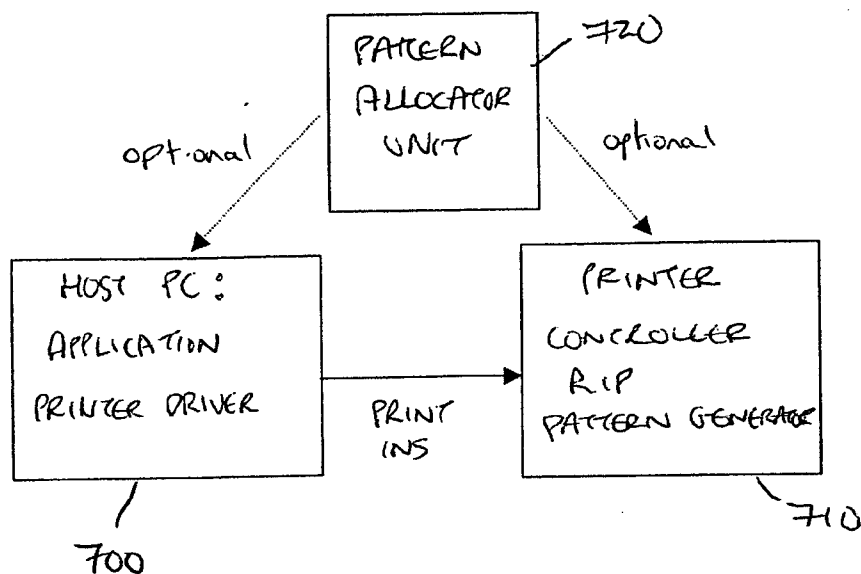 PATTERN
ALLOCATOR
UNIT
720
optional
optional
HOST PC:
APPLICATION
PRINTER DRIVER
PRINT
INS
PRINTER
CONTROLLER
RIP
PATTERN GENERATOR
700
710